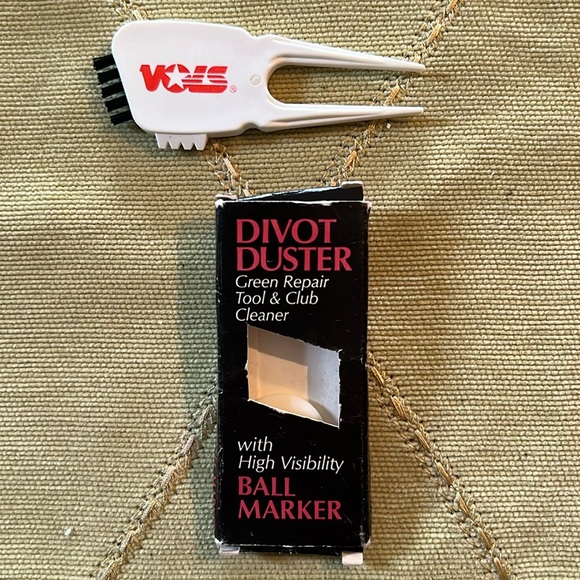 VOLS®
DIVOT
DUSTER
Green Repair
Tool & Club
Cleaner
with
High Visibility
BALL
MARKER